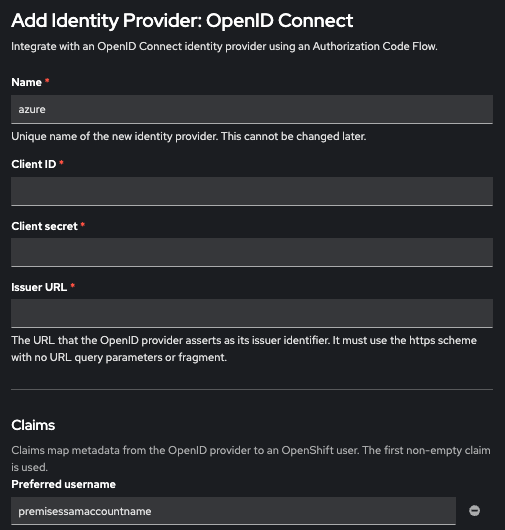 Add Identity Provider: OpenID Connect
Integrate with an OpenID Connect identity provider using an Authorization Code Flow.
Name *
azure
Unique name of the new identity provider. This cannot be changed later.
Client ID *
Client secret *
Issuer URL *
The URL that the OpenID provider asserts as its issuer identifier. It must use the https scheme
with no URL query parameters or fragment.
Claims
Claims map metadata from the OpenID provider to an OpenShift user. The first non-empty claim
is used.
Preferred username
premisessamaccountname